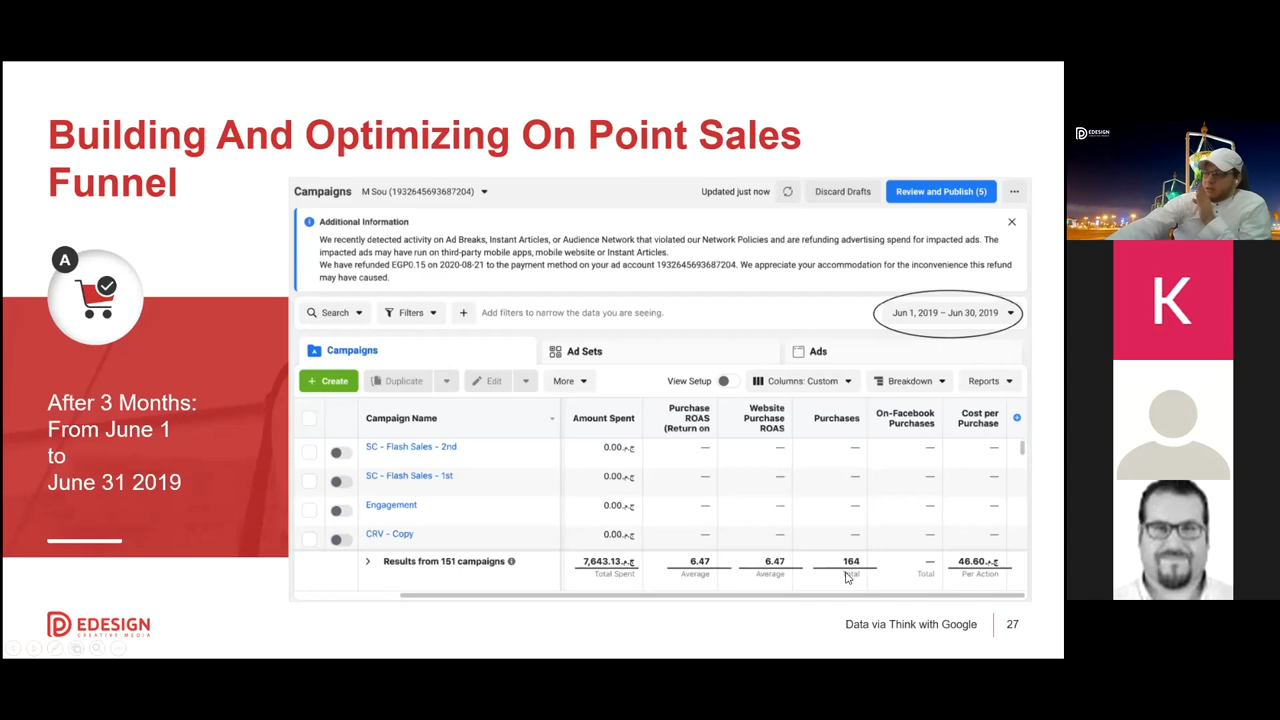 Building And Optimizing On Point Sales
Funnel
A
After 3 Months:
From June 1
to
June 31 2019
Campaigns M Sou (1932645693687204) Updated just now Discard Drafts Review and Publish (5)
Additional Information
We recently detected activity on Ad Breaks, Instant Articles, or Audience Network that violated our Network Policies and are refunding advertising spend for impacted ads. The
impacted ads may have run on third-party mobile apps, mobile website or Instant Articles.
We have refunded EGP0.15 on 2020-08-21 to the payment method on your ad account 1932645693687204. We appreciate your accommodation for the inconvenience this refund
may have caused.
Search Filters + Add filters to narrow the data you are seeing. Jun 1, 2019 – Jun 30, 2019
Campaigns Ad Sets Ads
+ Create Duplicate Edit More View Setup Columns: Custom Breakdown Reports
Campaign Name Amount Spent Purchase ROAS (Return on Website Purchase ROAS Purchases On-Facebook Purchases Cost per Purchase
SC - Flash Sales - 2nd ج.م.0.00 — — — — —
SC - Flash Sales - 1st ج.م.0.00 — — — — —
Engagement ج.م.0.00 — — — — —
CRV - Copy ج.م.0.00 — — — — —
Results from 151 campaigns ج.م.7,643.13 6.47 6.47 164 — ج.م.46.60
Total Spent Average Average Total Total Per Action
EDESIGN
CREATIVE MEDIA
Data via Think with Google 27
EDESIGN
K